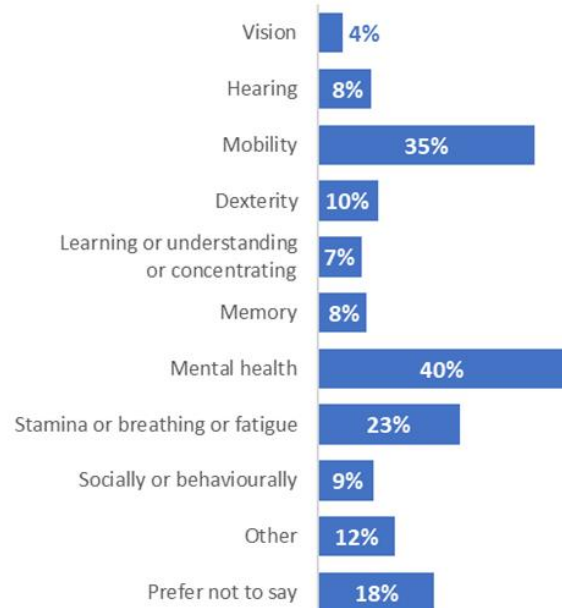 Vision 4%
Hearing 8%
Mobility 35%
Dexterity 10%
Learning or understanding
or concentrating 7%
Memory 8%
Mental health 40%
Stamina or breathing or fatigue 23%
Socially or behaviourally 9%
Other 12%
Prefer not to say 18%